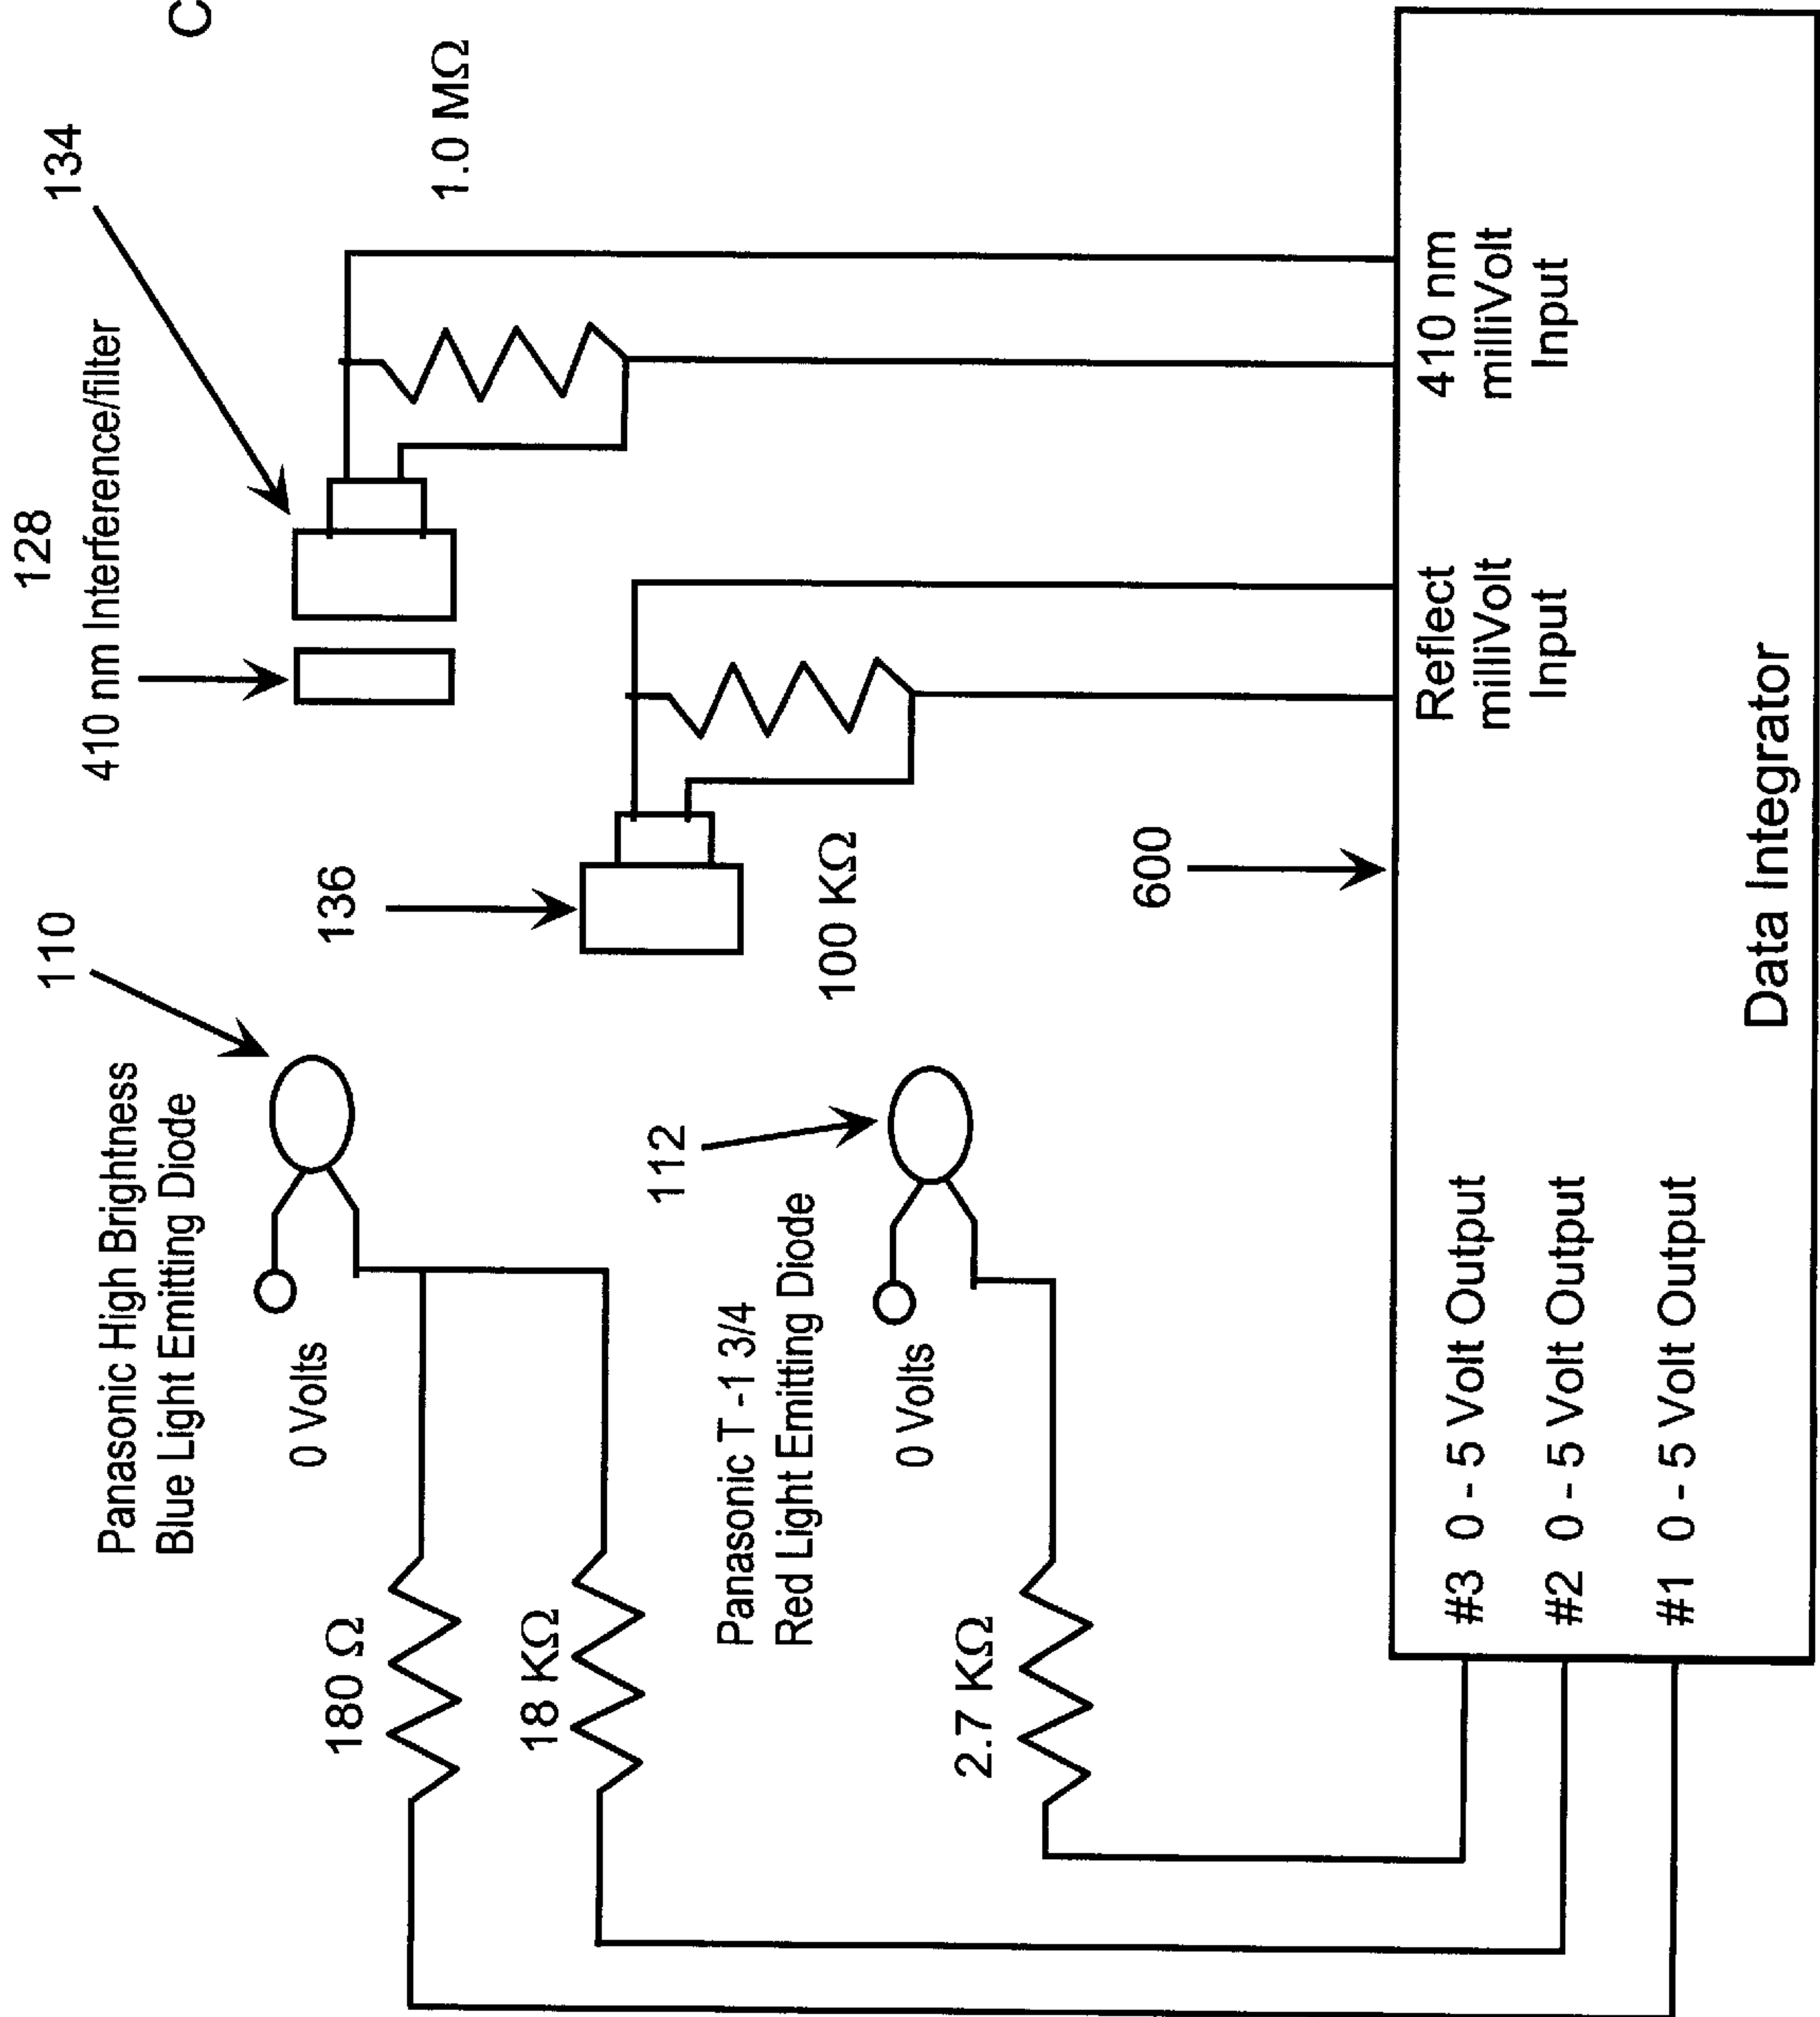 C
128
134
410 nm Interference/filter
1.0 MΩ
110
Panasonic High Brightness
Blue Light Emitting Diode
0 Volts
136
100 KΩ
180 Ω
18 KΩ
112
Panasonic T -1 3/4
Red Light Emitting Diode
0 Volts
2.7 KΩ
600
#3 0 - 5 Volt Output
#2 0 - 5 Volt Output
#1 0 - 5 Volt Output
Reflect
milliVolt
Input
410 nm
milliVolt
Input
Data Integrator